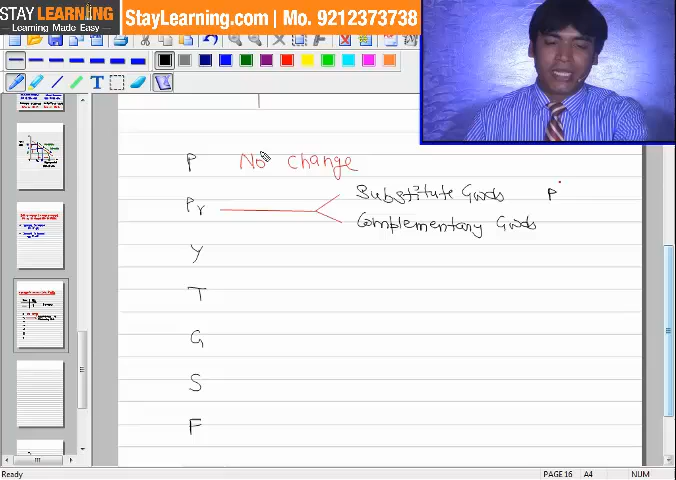 STAY LEARNING
Learning Made Easy
StayLearning.com | Mo. 9212373738
T
P No Change
Pr Substitute Goods P
Complementary Goods
Y
T
G
S
F
Ready
PAGE 16 A4 NUM